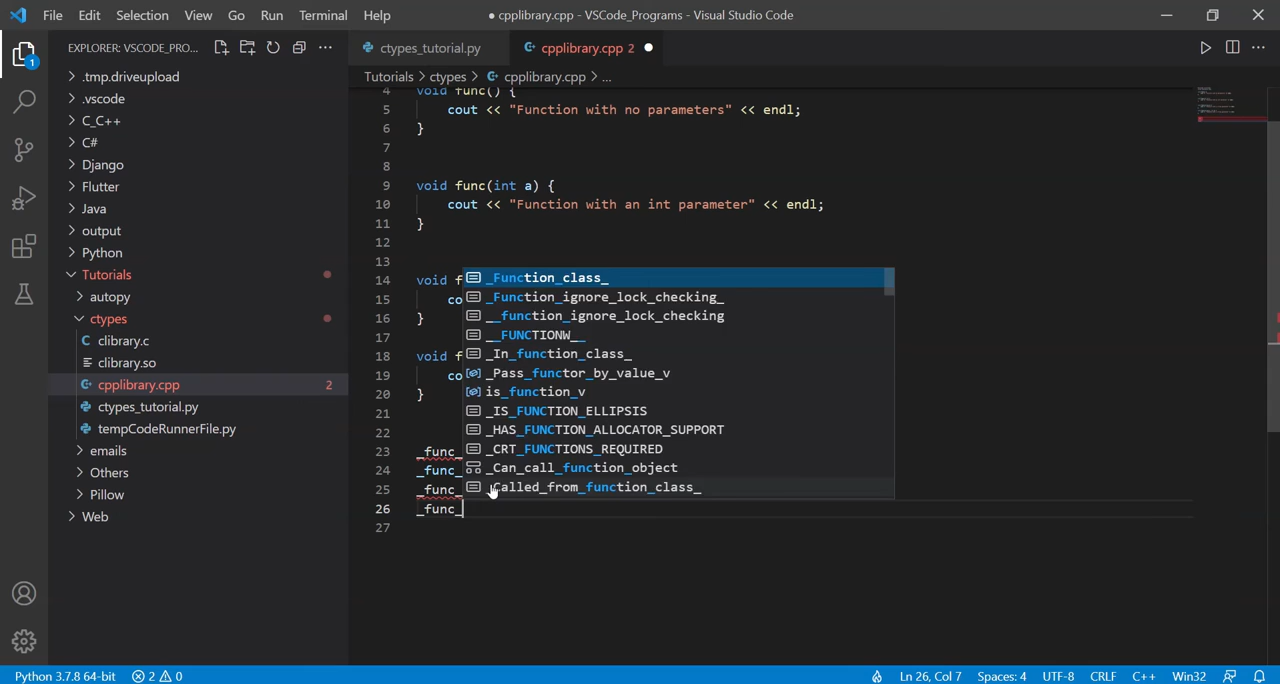 File Edit Selection View Go Run Terminal Help ● cpplibrary.cpp - VSCode_Programs - Visual Studio Code
EXPLORER: VSCODE_PRO...
1
.tmp.driveupload
.vscode
C_C++
C#
Django
Flutter
Java
output
Python
Tutorials
autopy
ctypes
clibrary.c
clibrary.so
cpplibrary.cpp 2
ctypes_tutorial.py
tempCodeRunnerFile.py
emails
Others
Pillow
Web
ctypes_tutorial.py cpplibrary.cpp 2 ●
Tutorials > ctypes > cpplibrary.cpp > ...
4 void func() {
5 cout << "Function with no parameters" << endl;
6 }
7
8
9 void func(int a) {
10 cout << "Function with an int parameter" << endl;
11 }
12
13
14 void f
15 co
16 }
17
18 void f
19 co
20 }
21
22
23 _func_
24 _func_
25 _func_
26 _func_
27
_Function_class_
_Function_ignore_lock_checking_
__function_ignore_lock_checking
__FUNCTIONW__
_In_function_class_
_Pass_functor_by_value_v
is_function_v
_IS_FUNCTION_ELLIPSIS
_HAS_FUNCTION_ALLOCATOR_SUPPORT
_CRT_FUNCTIONS_REQUIRED
_Can_call_function_object
_Called_from_function_class_
Python 3.7.8 64-bit 2 0 Ln 26, Col 7 Spaces: 4 UTF-8 CRLF C++ Win32